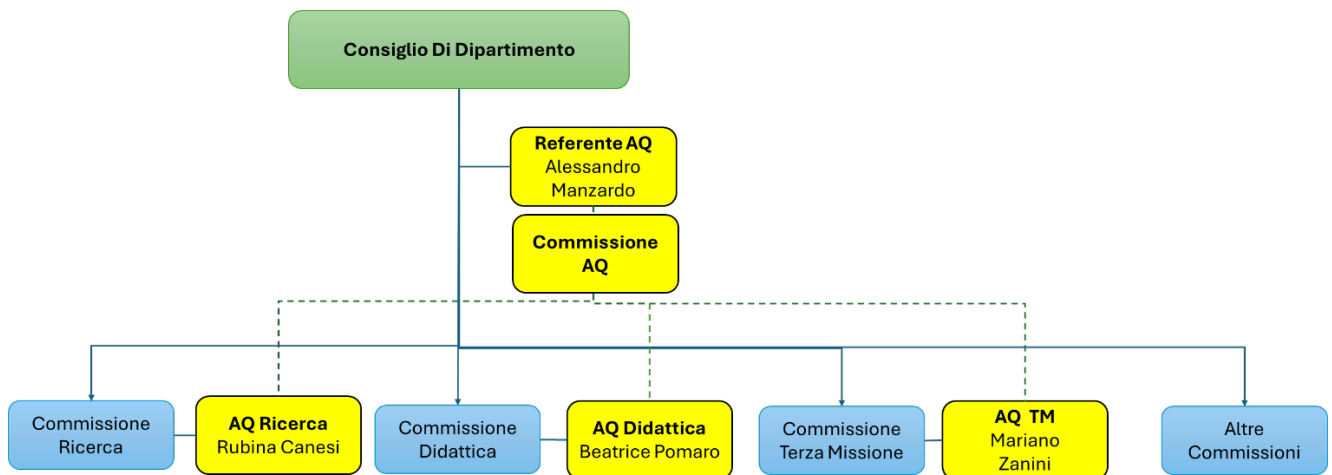 Consiglio Di Dipartimento
Referente AQ
Alessandro
Manzardo
Commissione
AQ
Commissione
Ricerca
AQ Ricerca
Rubina Canesi
Commissione
Didattica
AQ Didattica
Beatrice Pomaro
Commissione
Terza Missione
AQ TM
Mariano
Zanini
Altre
Commissioni